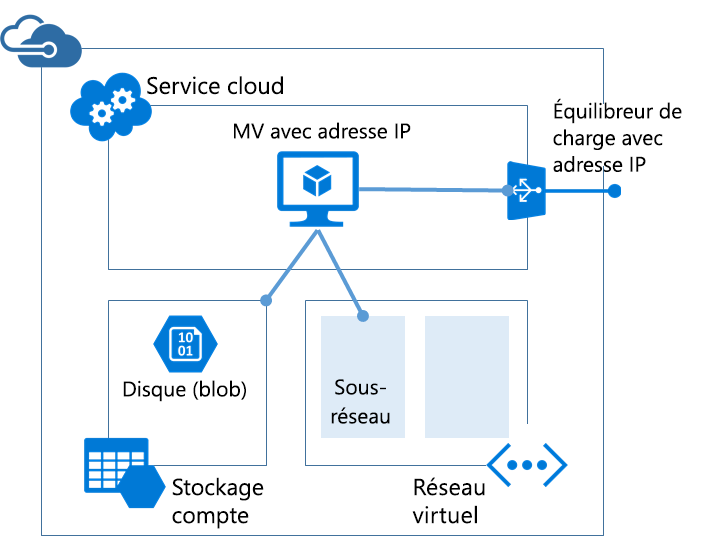 Service cloud
MV avec adresse IP
Équilibreur de
charge avec
adresse IP
10
01
Disque (blob)
Sous-
réseau
Stockage
compte
Réseau
virtuel